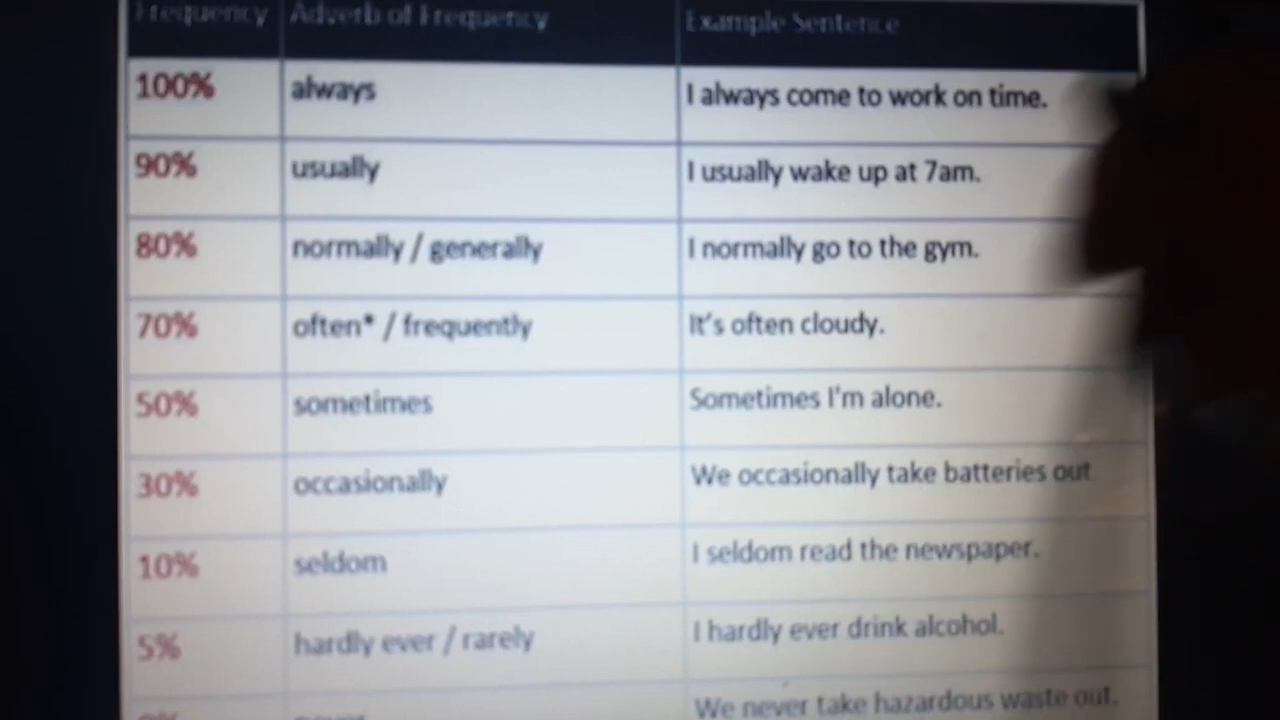 Frequency Adverb of Frequency Example Sentence
100% always I always come to work on time.
90% usually I usually wake up at 7am.
80% normally / generally I normally go to the gym.
70% often* / frequently It's often cloudy.
50% sometimes Sometimes I'm alone.
30% occasionally We occasionally take batteries out
10% seldom I seldom read the newspaper.
5% hardly ever / rarely I hardly ever drink alcohol.
We never take hazardous waste out.